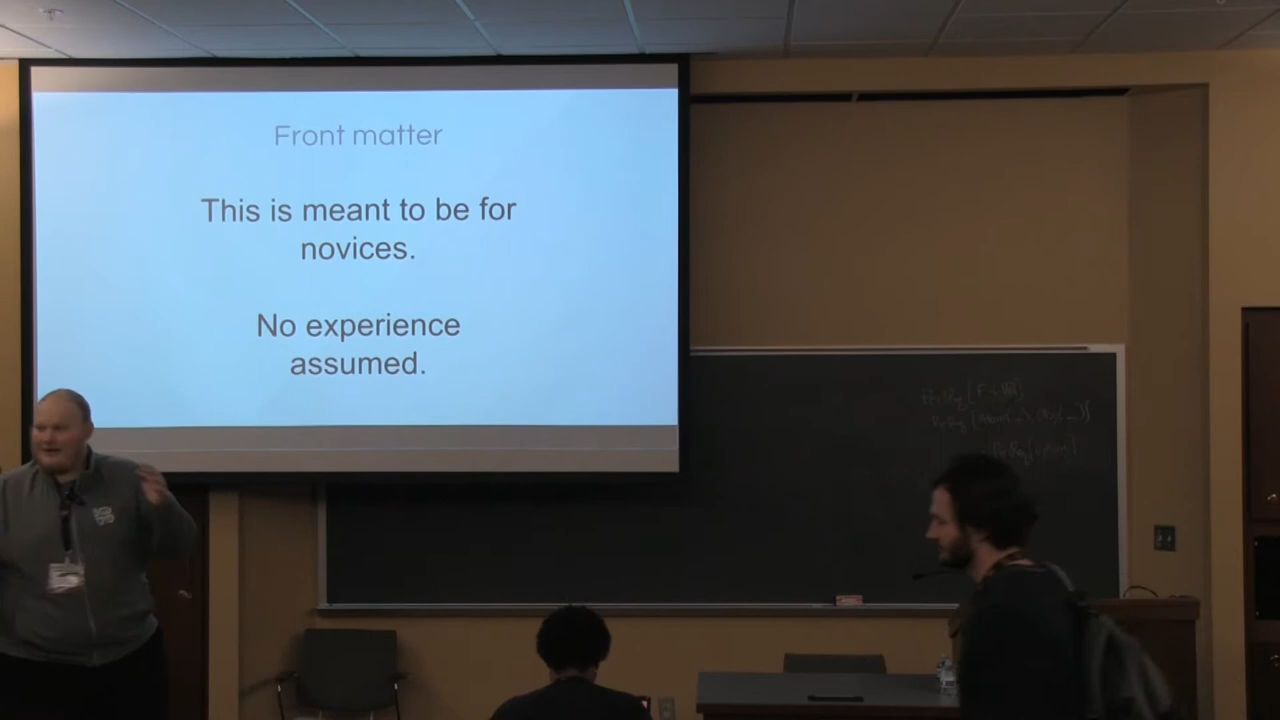 Front matter
This is meant to be for
novices.
No experience
assumed.